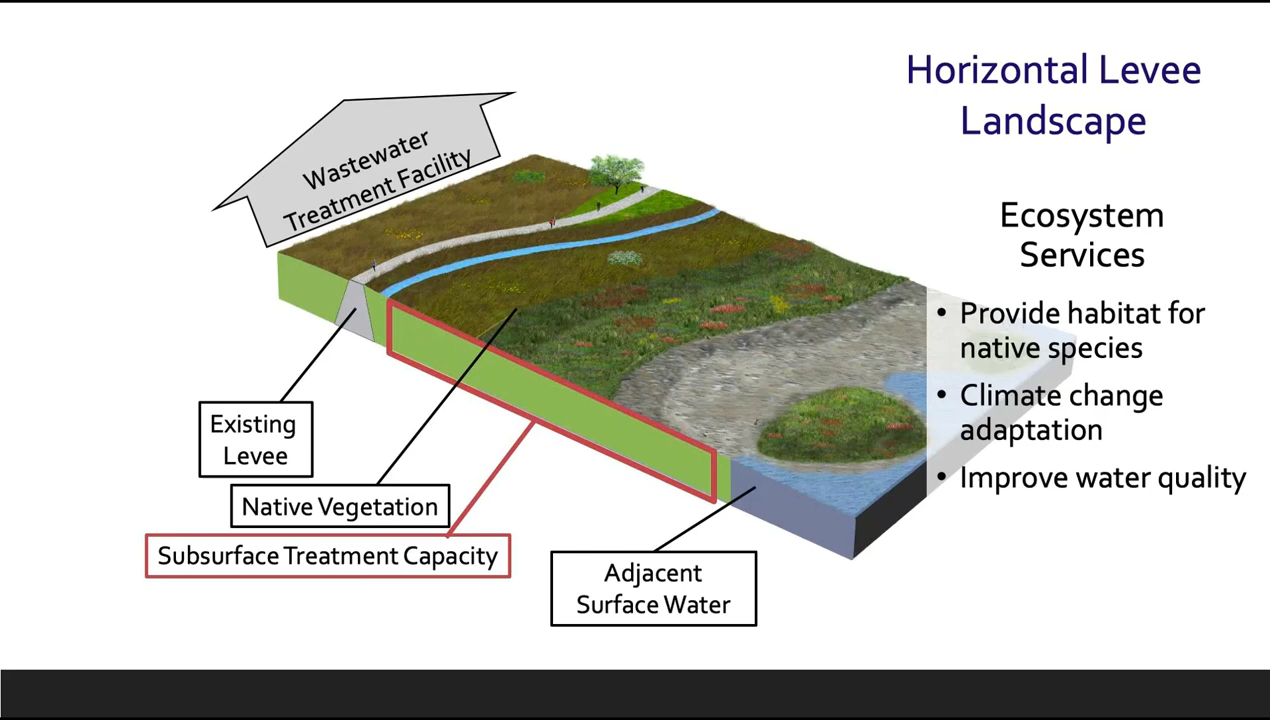 Horizontal Levee
Landscape
Wastewater
Treatment Facility
Ecosystem
Services
• Provide habitat for
native species
• Climate change
adaptation
• Improve water quality
Existing
Levee
Native Vegetation
Subsurface Treatment Capacity
Adjacent
Surface Water